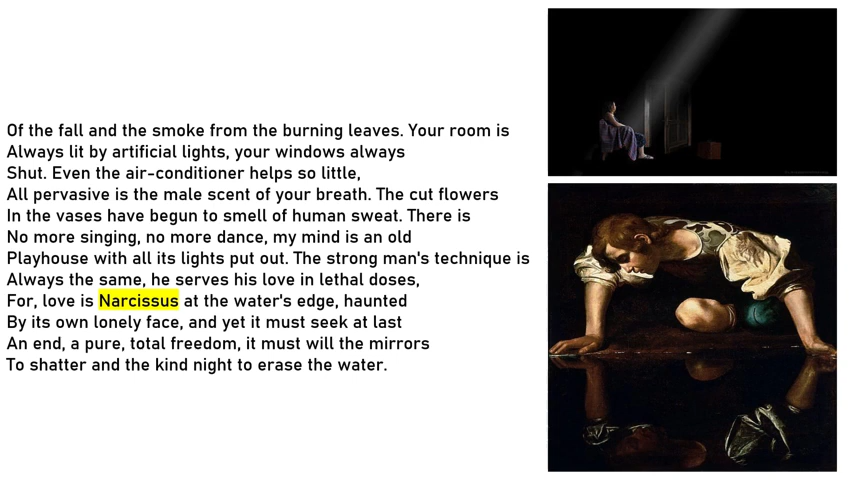 Of the fall and the smoke from the burning leaves. Your room is
Always lit by artificial lights, your windows always
Shut. Even the air-conditioner helps so little,
All pervasive is the male scent of your breath. The cut flowers
In the vases have begun to smell of human sweat. There is
No more singing, no more dance, my mind is an old
Playhouse with all its lights put out. The strong man's technique is
Always the same, he serves his love in lethal doses,
For, love is Narcissus at the water's edge, haunted
By its own lonely face, and yet it must seek at last
An end, a pure, total freedom, it must will the mirrors
To shatter and the kind night to erase the water.